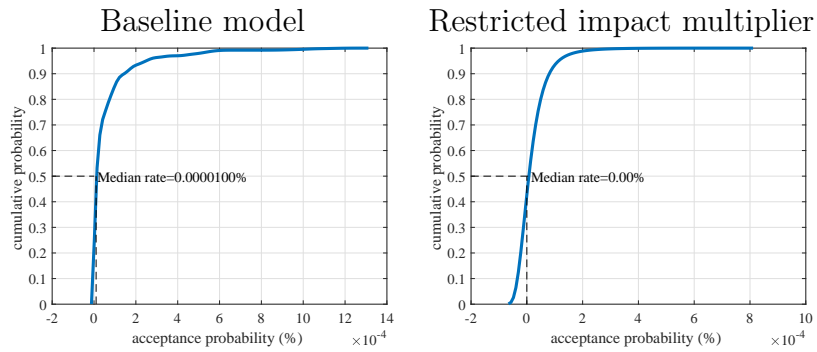 Baseline model
Restricted impact multiplier
1
0.9
0.8
0.7
0.6
0.5
0.4
0.3
0.2
0.1
0
cumulative probability
Median rate=0.0000100%
-2 0 2 4 6 8 10 12 14
acceptance probability (%)
×10-4
1
0.9
0.8
0.7
0.6
0.5
0.4
0.3
0.2
0.1
0
cumulative probability
Median rate=0.00%
-2 0 2 4 6 8 10
acceptance probability (%)
×10-4